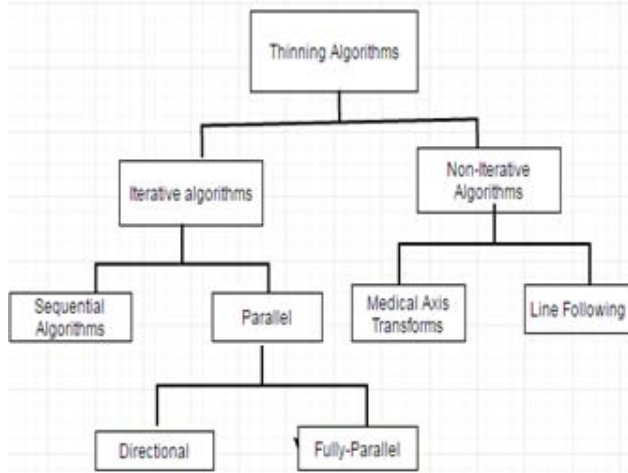 Thinning Algorithms
Iterative algorithms
Non-Iterative
Algorithms
Sequential
Algorithms
Parallel
Medical Axis
Transforms
Line Following
Directional
Fully-Parallel